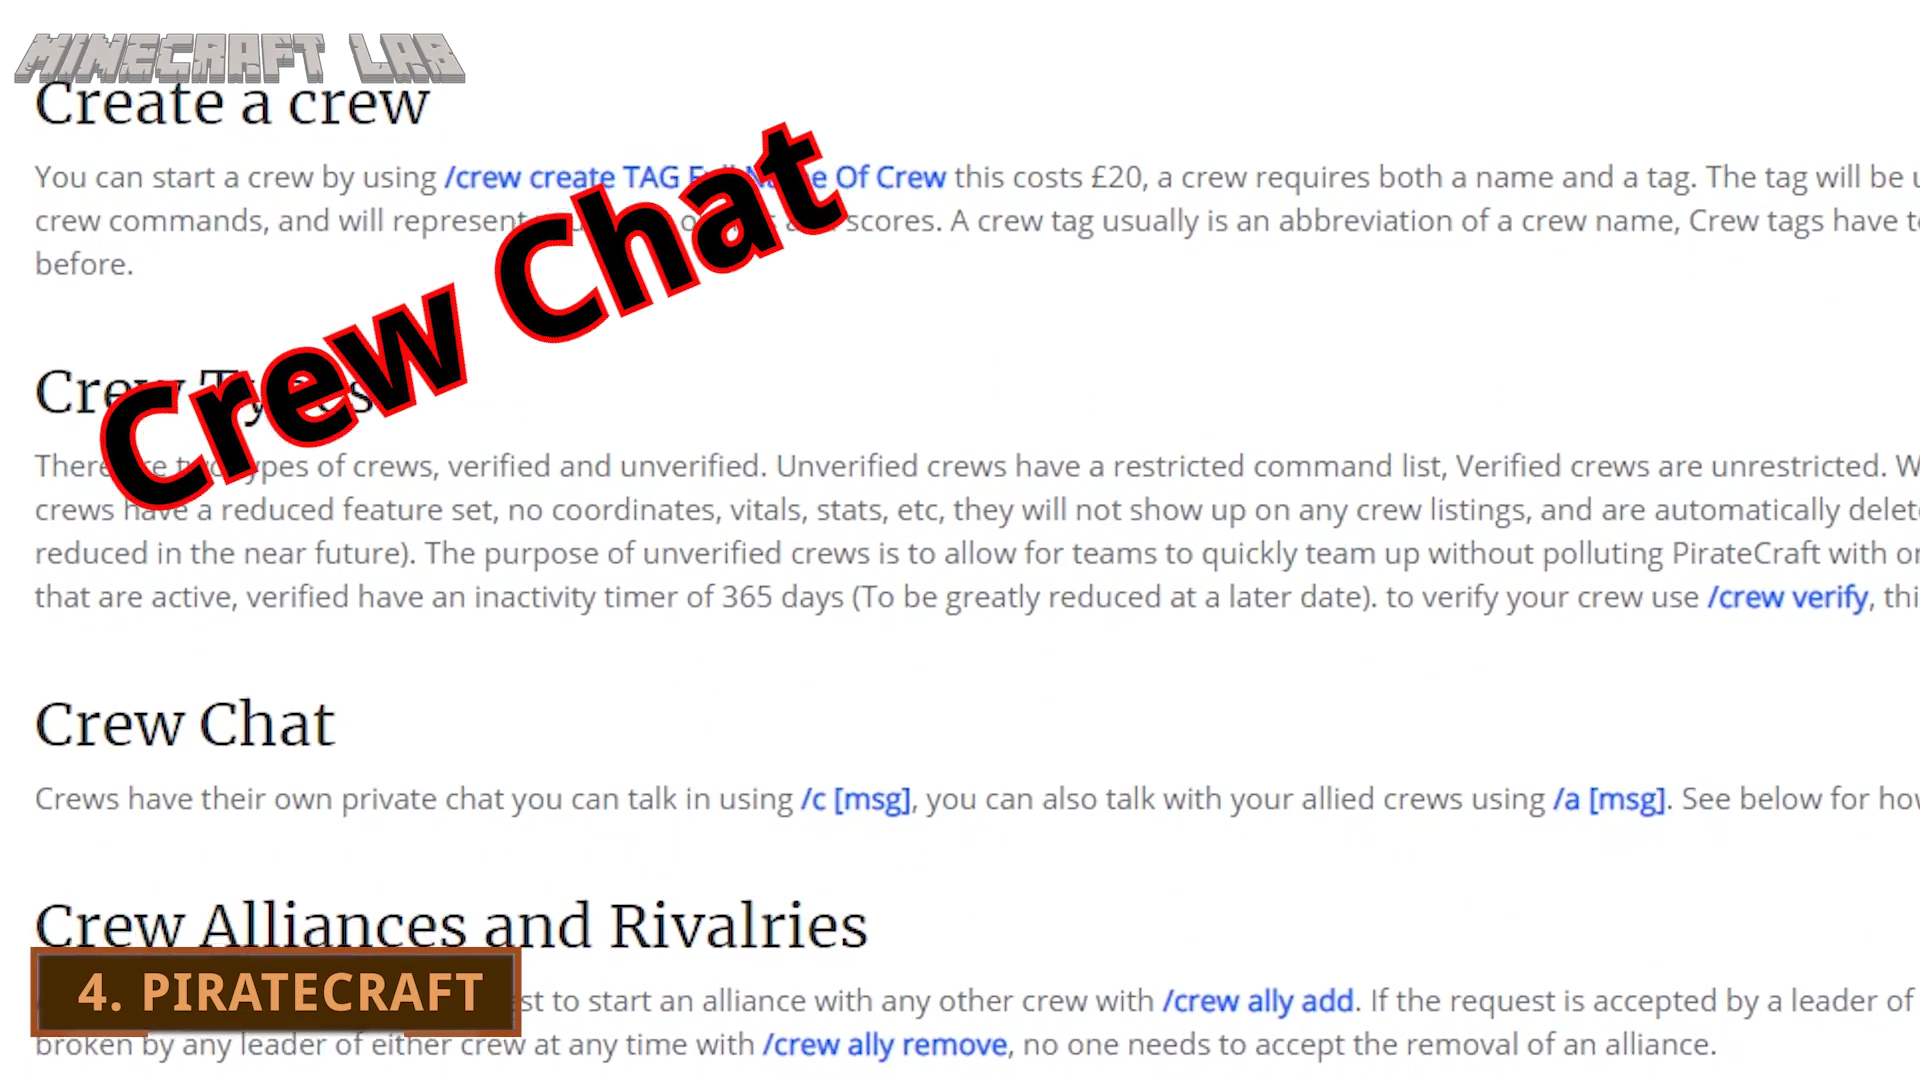 MINECRAFT LAB
Create a crew
You can start a crew by using /crew create TAG Of Crew this costs £20, a crew requires both a name and a tag. The tag will be
crew commands, and will represent scores. A crew tag usually is an abbreviation of a crew name, Crew tags have
before.
Crew Chat
Crew
There two types of crews, verified and unverified. Unverified crews have a restricted command list, Verified crews are unrestricted.
crews have a reduced feature set, no coordinates, vitals, stats, etc, they will not show up on any crew listings, and are automatically
reduced in the near future). The purpose of unverified crews is to allow for teams to quickly team up without polluting PirateCraft with
that are active, verified have an inactivity timer of 365 days (To be greatly reduced at a later date). to verify your crew use /crew verify,
Crew Chat
Crews have their own private chat you can talk in using /c [msg], you can also talk with your allied crews using /a [msg]. See below for
Crew Alliances and Rivalries
4. PIRATECRAFT
to start an alliance with any other crew with /crew ally add. If the request is accepted by a leader of
broken by any leader of either crew at any time with /crew ally remove, no one needs to accept the removal of an alliance.